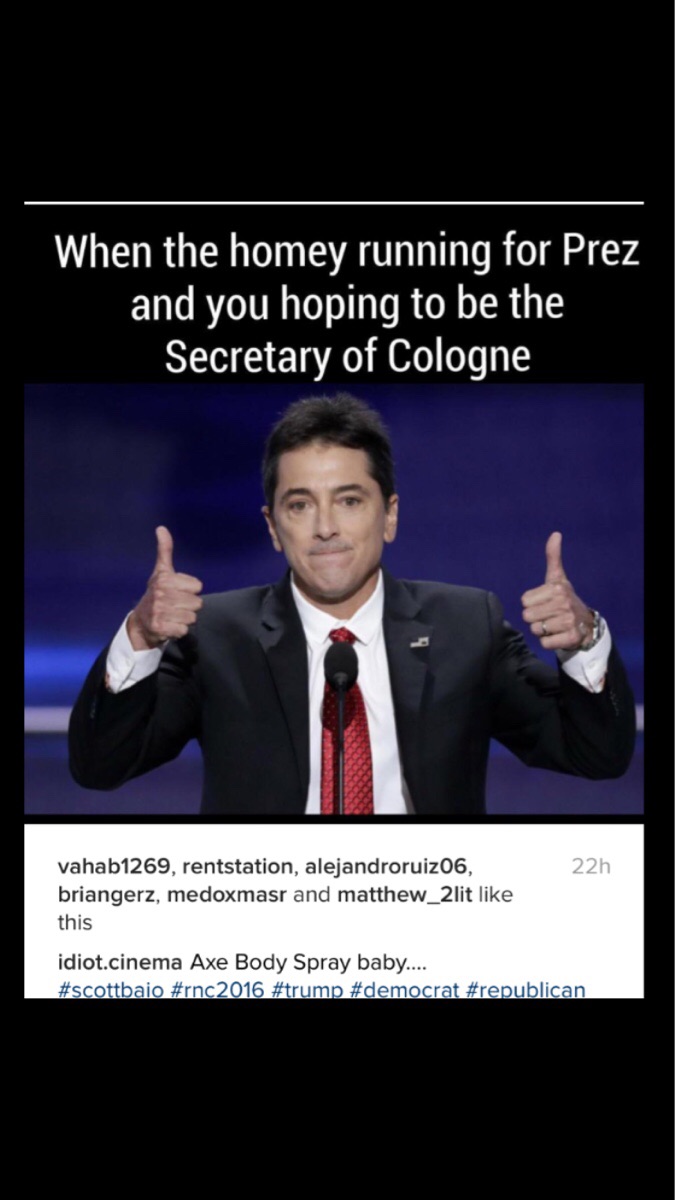 When the homey running for Prez
and you hoping to be the
Secretary of Cologne
vahab1269, rentstation, alejandroruiz06, 22h
briangerz, medoxmasr and matthew_2lit like
this
idiot.cinema Axe Body Spray baby....
#scottbaio #rnc2016 #trump #democrat #republican